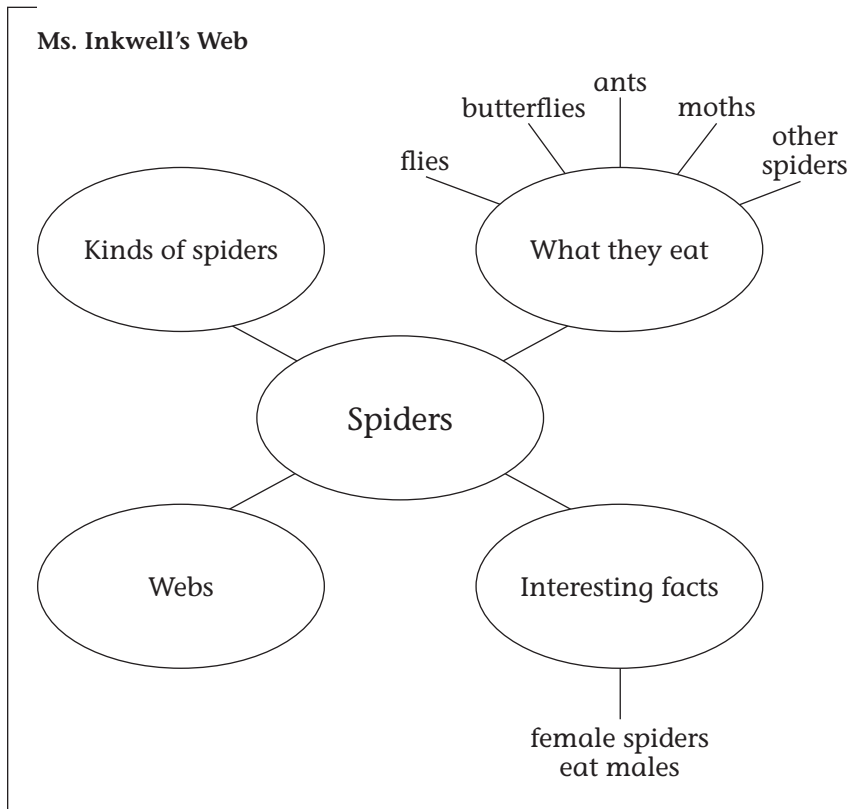 Ms. Inkwell’s Web
ants
butterflies
moths
flies
other
spiders
Kinds of spiders
What they eat
Spiders
Webs
Interesting facts
female spiders
eat males